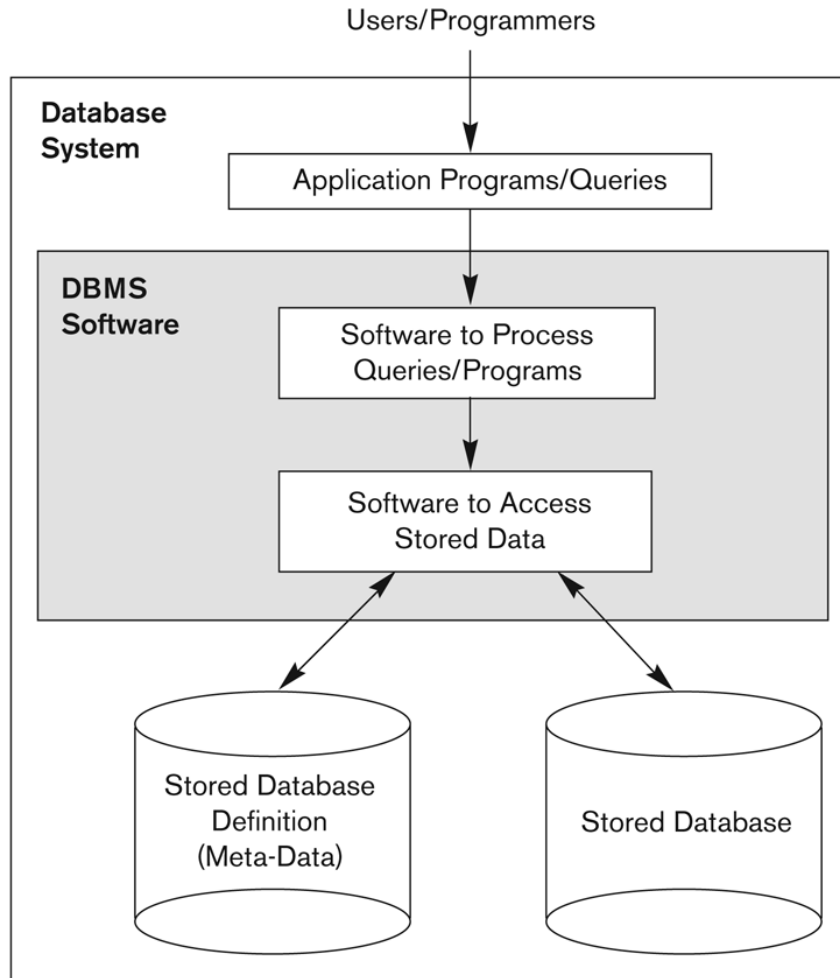 Users/Programmers
Database
System
Application Programs/Queries
DBMS
Software
Software to Process
Queries/Programs
Software to Access
Stored Data
Stored Database
Definition
(Meta-Data)
Stored Database